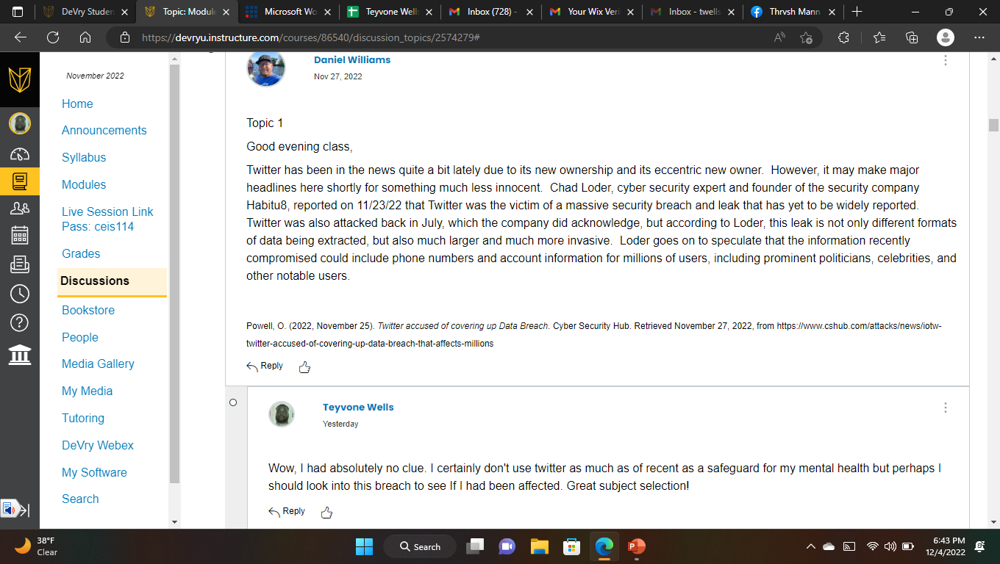 DeVry Studen
Topic: Module
Microsoft Wo
Teyvone Well
Inbox (728) -
Your Wix Veri
Inbox - twells
Thrvsh Mann
https://devryu.instructure.com/courses/86540/discussion_topics/2574279#
November 2022
Home
Announcements
Syllabus
Modules
Live Session Link
Pass: ceis114
Grades
Discussions
Bookstore
People
Media Gallery
My Media
Tutoring
DeVry Webex
My Software
Search
Daniel Williams
Nov 27, 2022
Topic 1
Good evening class,
Twitter has been in the news quite a bit lately due to its new ownership and its eccentric new owner.  However, it may make major
headlines here shortly for something much less innocent.  Chad Loder, cyber security expert and founder of the security company
Habitu8, reported on 11/23/22 that Twitter was the victim of a massive security breach and leak that has yet to be widely reported.
Twitter was also attacked back in July, which the company did acknowledge, but according to Loder, this leak is not only different formats
of data being extracted, but also much larger and much more invasive.  Loder goes on to speculate that the information recently
compromised could include phone numbers and account information for millions of users, including prominent politicians, celebrities, and
other notable users.
Powell, O. (2022, November 25). Twitter accused of covering up Data Breach. Cyber Security Hub. Retrieved November 27, 2022, from https://www.cshub.com/attacks/news/iotw-
twitter-accused-of-covering-up-data-breach-that-affects-millions
Reply
Teyvone Wells
Yesterday
Wow, I had absolutely no clue. I certainly don't use twitter as much as of recent as a safeguard for my mental health but perhaps I
should look into this breach to see If I had been affected. Great subject selection!
Reply
38°F
Clear
Search
6:43 PM
12/4/2022